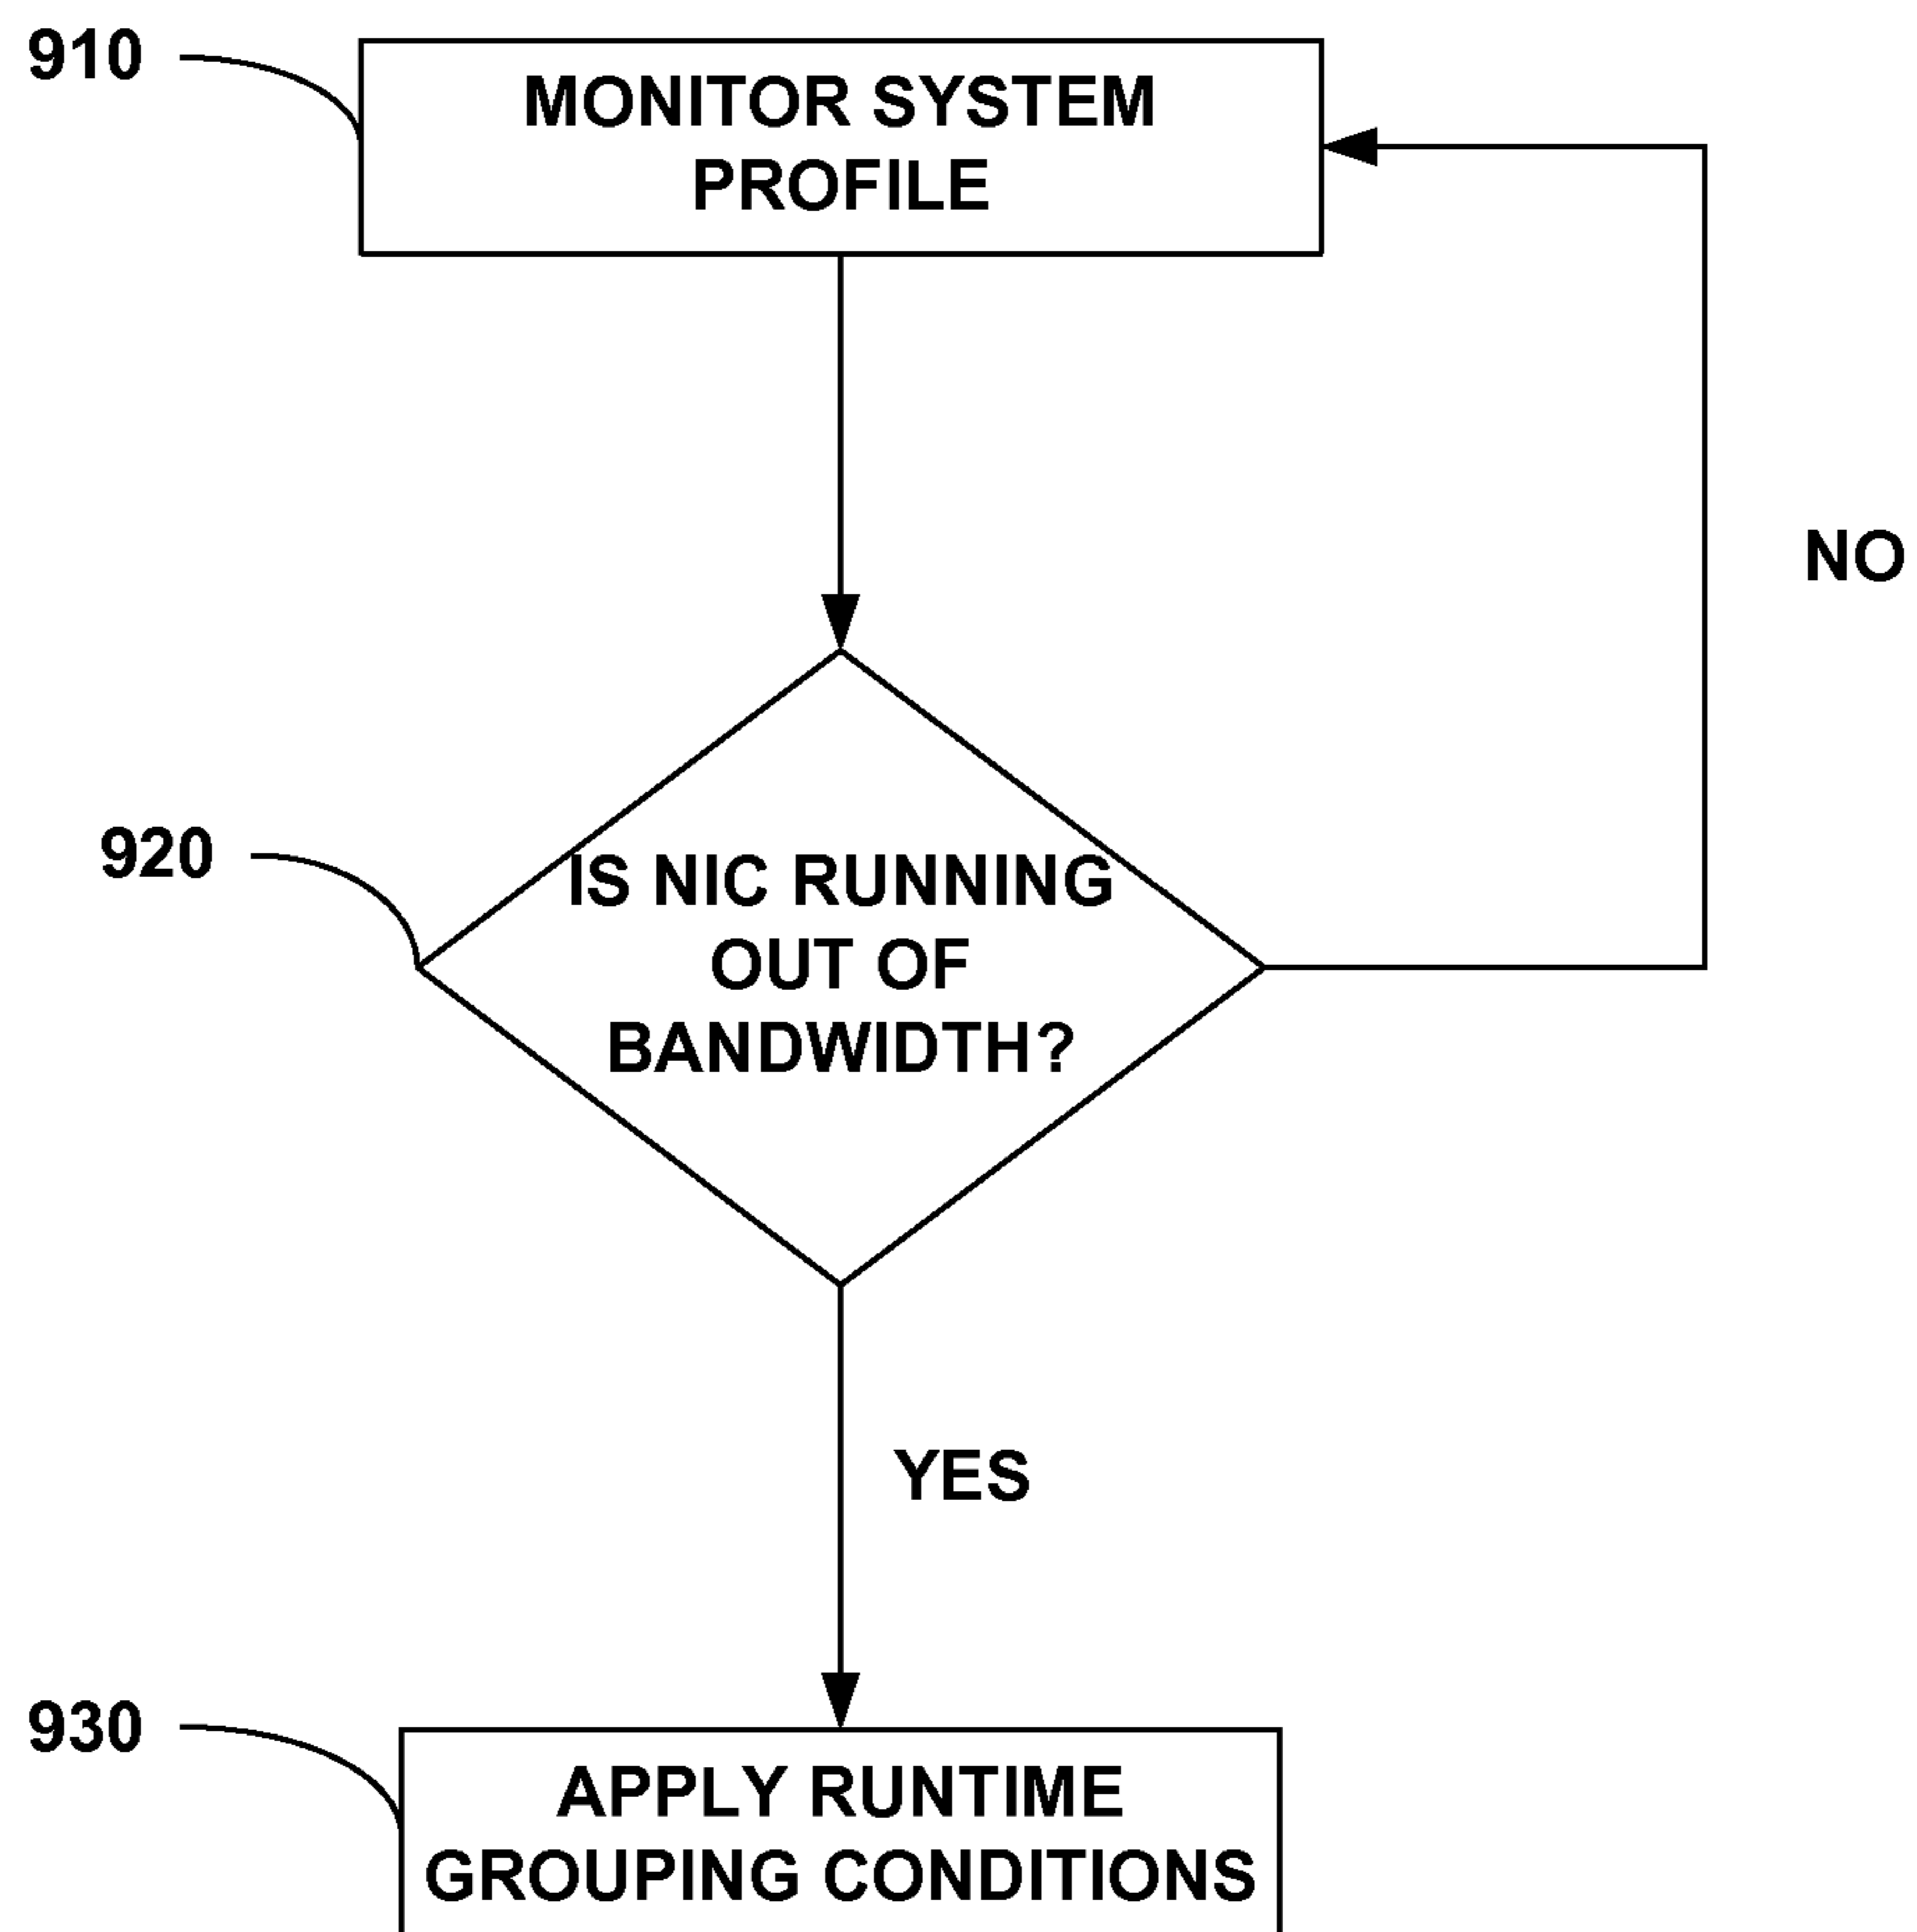 910
MONITOR SYSTEM
PROFILE
NO
920
IS NIC RUNNING
OUT OF
BANDWIDTH?
YES
930
APPLY RUNTIME
GROUPING CONDITIONS